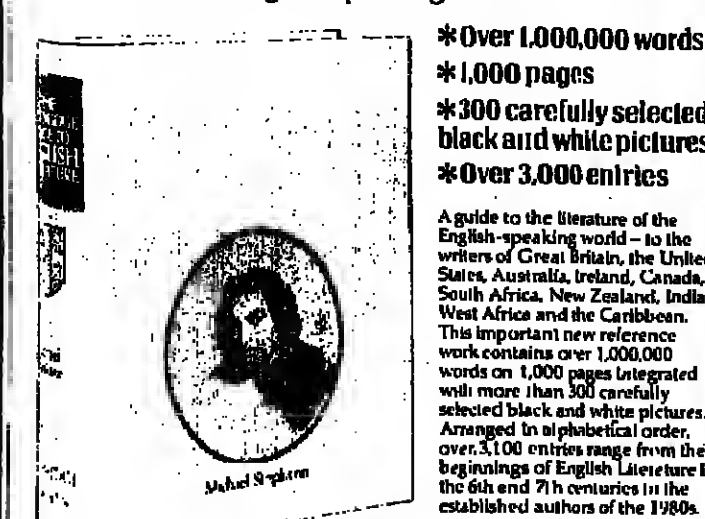 *Over 1,000,000 words
*1,000 pages
*300 carefully selected
black and white pictures
*Over 3,000 entries
A guide to the literature of the
English-speaking world – to the
writers of Great Britain, the United
States, Australia, Ireland, Canada,
South Africa, New Zealand, India
West Africa and the Caribbean.
This important new reference
work contains over 1,000,000
words on 1,000 pages integrated
with more than 300 carefully
selected black and white pictures.
Arranged in alphabetical order,
over 3,100 entries range from the
beginnings of English Literature
the 6th and 7th centuries to the
established authors of the 1980s.
Michael Stapleton